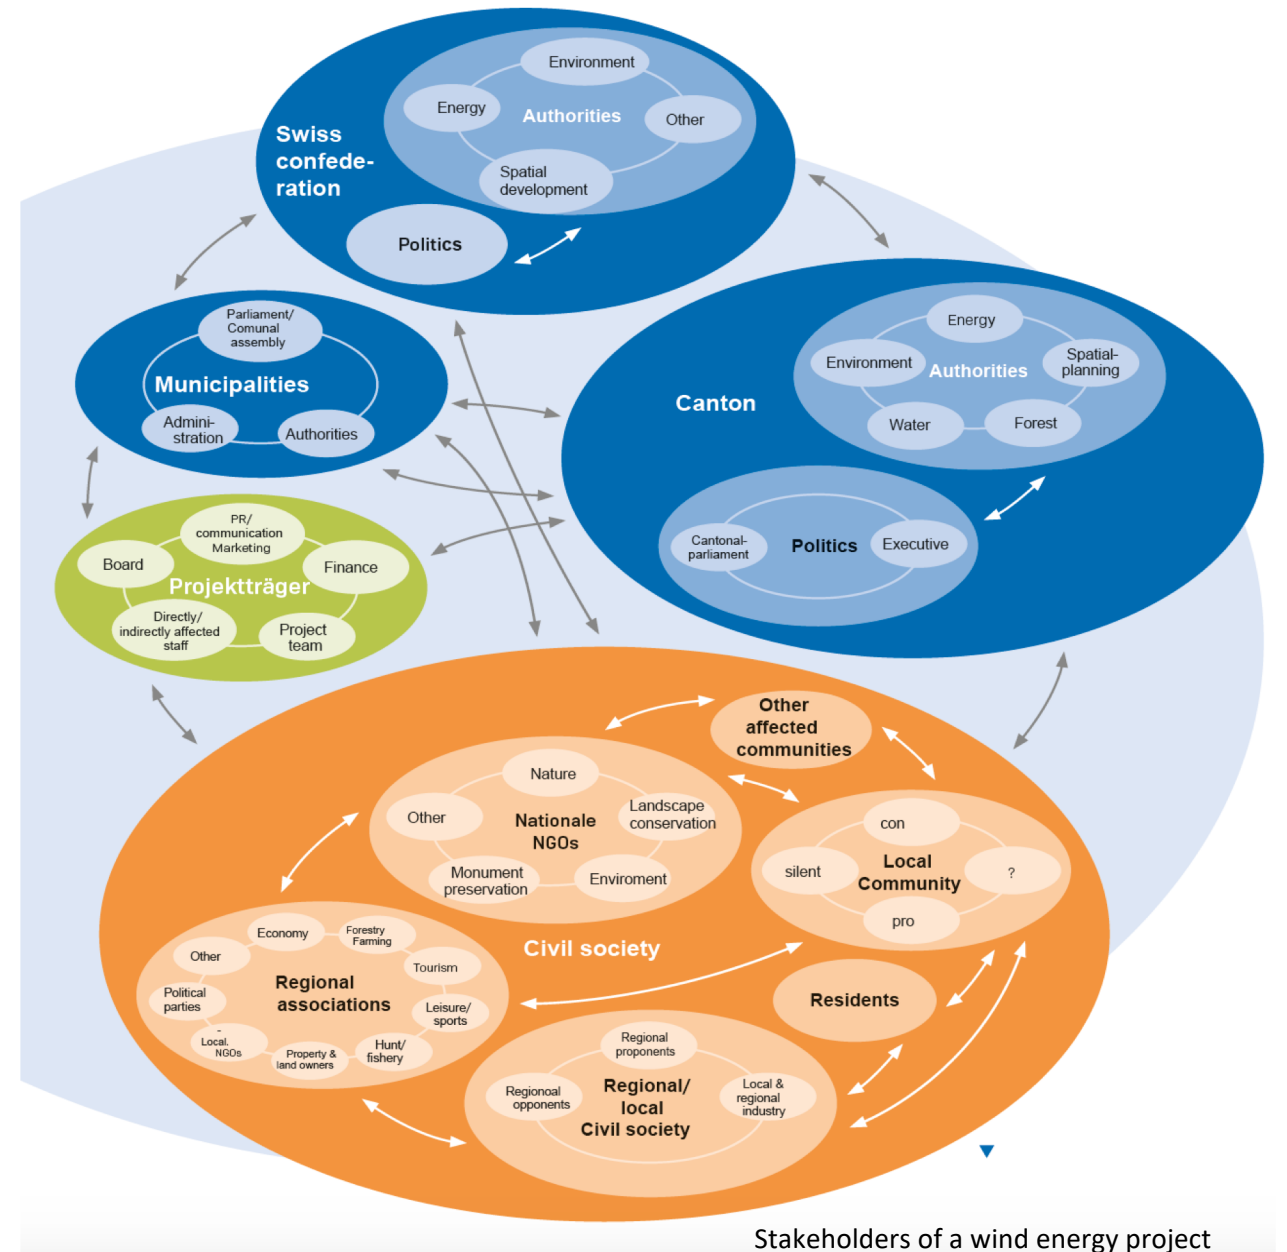 Swiss
confede-
ration
Environment
Energy
Authorities
Other
Spatial
development
Politics
Parliament/
Comunal
assembly
Municipalities
Admini-
stration
Authorities
Canton
Energy
Environment
Authorities
Spatial-
planning
Water
Forest
Cantonal-
parliament
Politics
Executive
PR/
communication
Marketing
Board
Finance
Projektträger
Directly/
indirectly affected
staff
Project
team
Other
affected
communities
Nature
Other
Nationale
NGOs
Landscape
conservation
Monument
preservation
Enviroment
con
silent
Local
Community
?
pro
Civil society
Economy
Forestry
Farming
Other
Tourism
Regional
associations
Political
parties
Leisure/
sports
-
Local.
NGOs
Property &
land owners
Hunt/
fishery
Residents
Regional
proponents
Regionoal
opponents
Regional/
local
Civil society
Local &
regional
industry
Stakeholders of a wind energy project